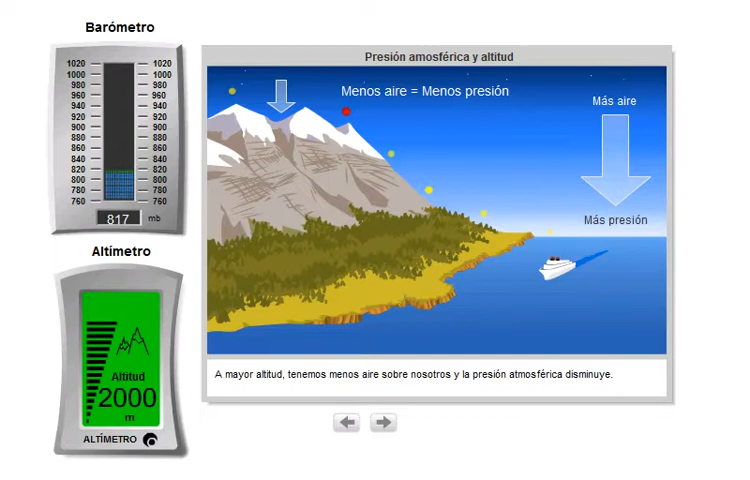 Barómetro
1020 1020
1000 1000
980 980
960 960
940 940
920 920
900 900
880 880
860 860
840 840
820 820
800 800
780 780
760 760
817 mb
Altímetro
Altitud
2000
m
ALTÍMETRO
Presión amosférica y altitud
Menos aire = Menos presión
Más aire
Más presión
A mayor altitud, tenemos menos aire sobre nosotros y la presión atmosférica disminuye.